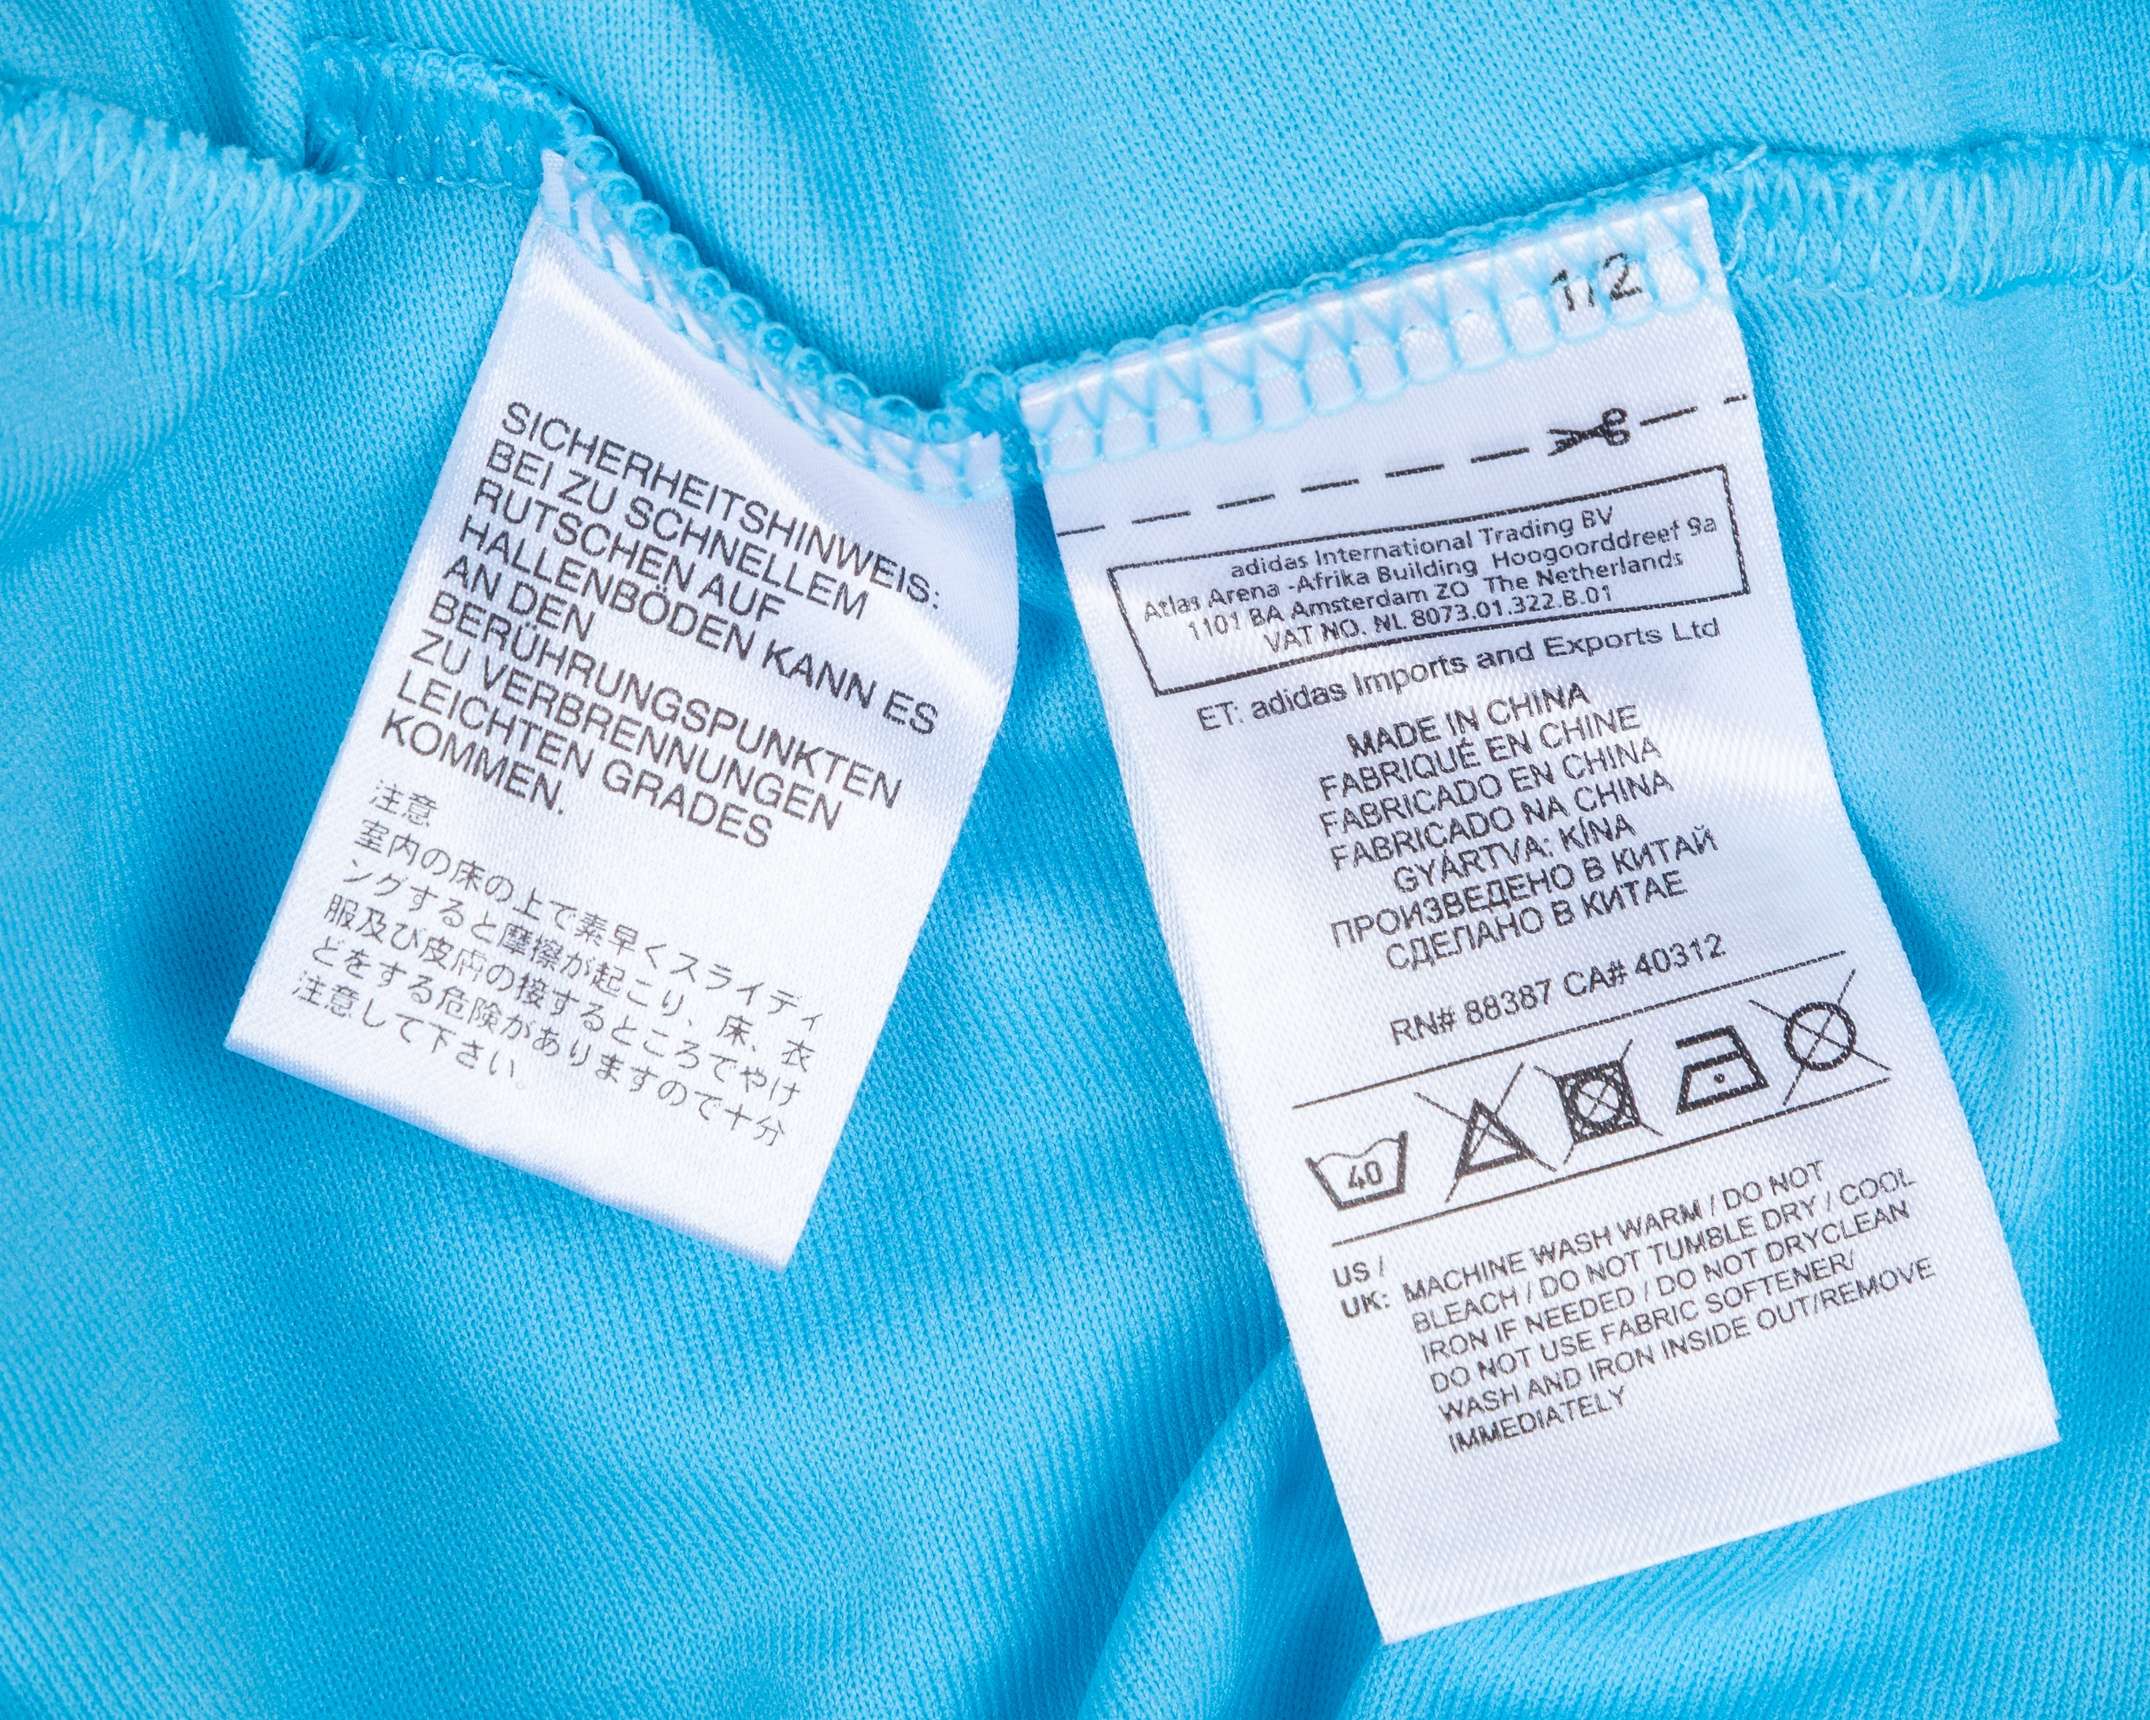 SICHERHEITSHINWEIS:
BEI ZU SCHNELLEM
RUTSCHEN AUF
HALLENBÖDEN KANN ES
AN DEN
BERÜHRUNGSPUNKTEN
ZU VERBRENNUNGEN
LEICHTEN GRADES
KOMMEN.
注意
室内の床の上で素早くスライディ
ングすると摩擦が起こり、床、衣
服及び皮膚の接するところでやけ
どをする危険がありますので十分
注意して下さい。
1/2
adidas International Trading BV
Atlas Arena -Afrika Building Hoogoorddreef 9a
1101 BA Amsterdam ZO The Netherlands
VAT NO. NL 8073.01.322.B.01
ET: adidas Imports and Exports Ltd
MADE IN CHINA
FABRIQUÉ EN CHINE
FABRICADO EN CHINA
FABRICADO NA CHINA
GYÁRTVA: KÍNA
ПРОИЗВЕДЕНО В КИТАЙ
СДЕЛАНО В КИТАЕ
RN# 88387 CA# 40312
40
US / UK: MACHINE WASH WARM / DO NOT
BLEACH / DO NOT TUMBLE DRY / COOL
IRON IF NEEDED / DO NOT DRYCLEAN
DO NOT USE FABRIC SOFTENER/
WASH AND IRON INSIDE OUT/REMOVE
IMMEDIATELY